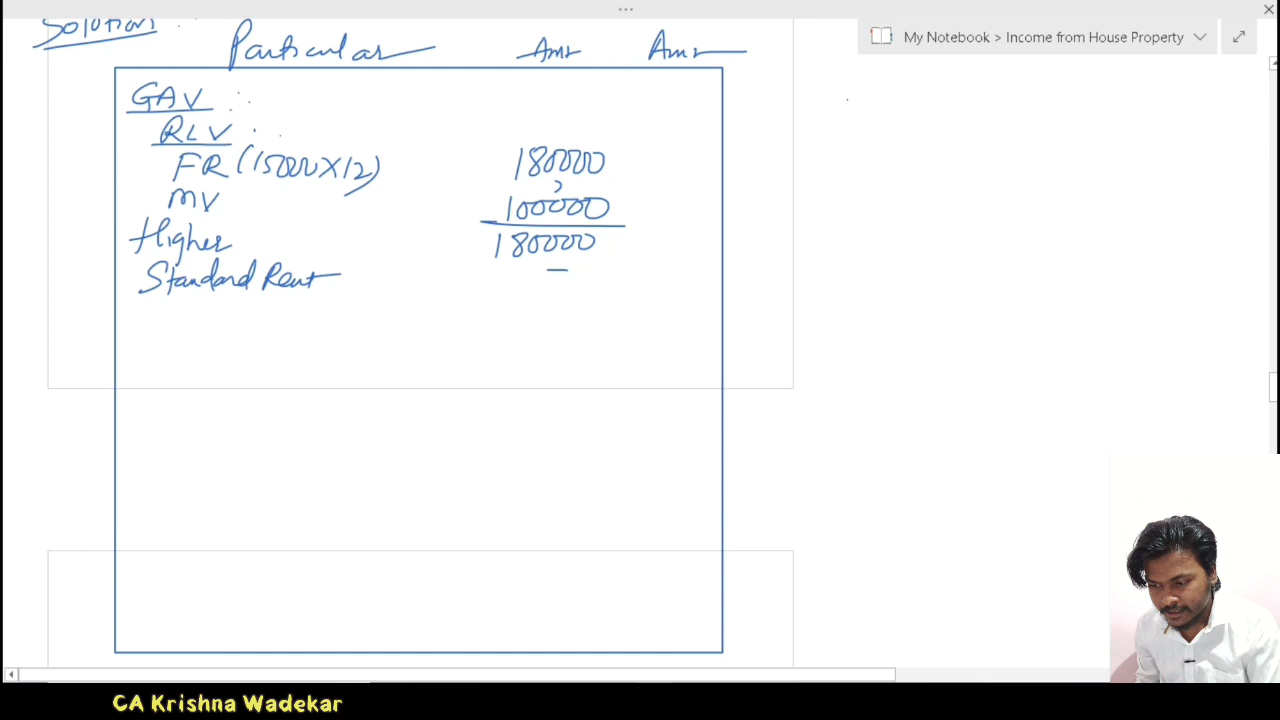 Solution :
Particular Amt Amt
GAV :
RLV :
FR (15000X12) 180000
MV 100000
Higher 180000
Standard Rent —
My Notebook > Income from House Property
CA Krishna Wadekar